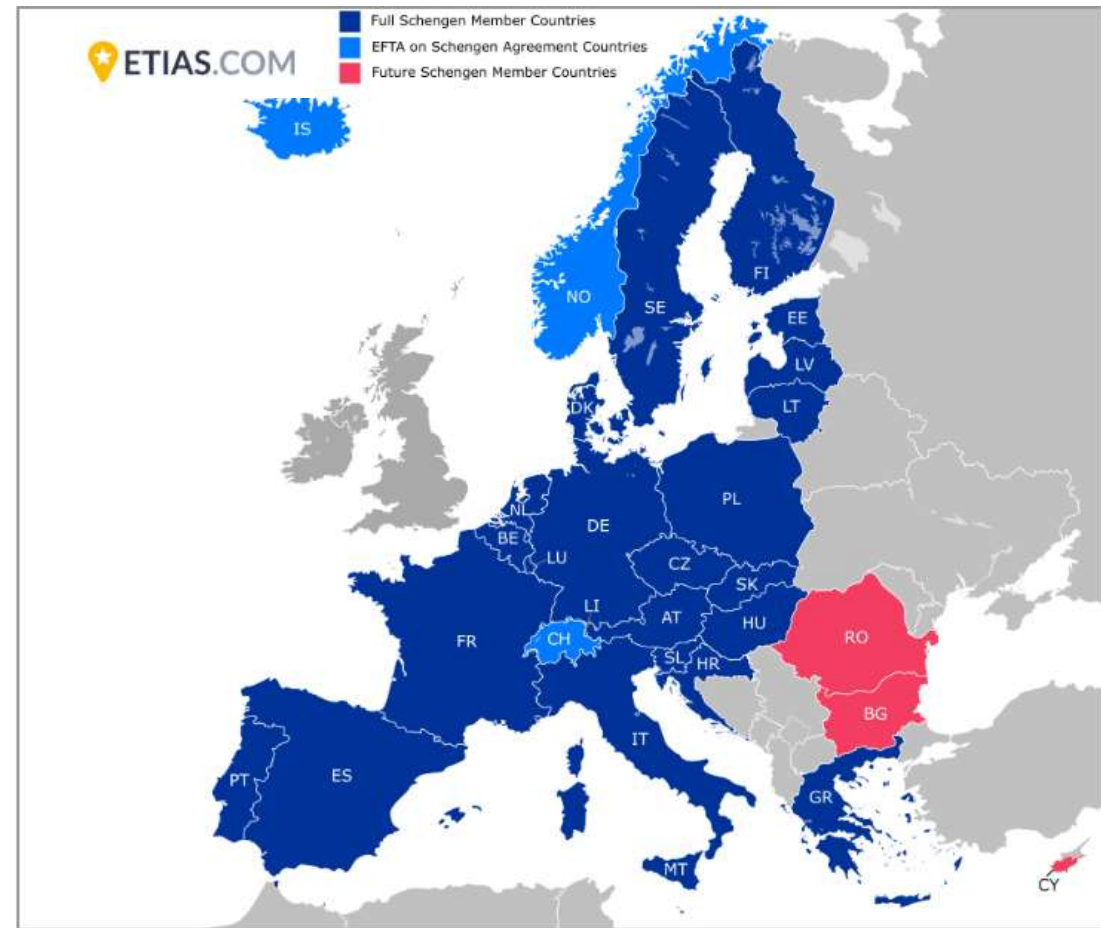 Full Schengen Member Countries
ETIAS.COM
EFTA on Schengen Agreement Countries
Future Schengen Member Countries
IS
NO
SE
FI
EE
LV
LT
DK
PL
NL
DE
BE
LU
CZ
SK
LI
AT
HU
FR
CH
SL
HR
RO
BG
IT
PT
ES
GR
MT
CY